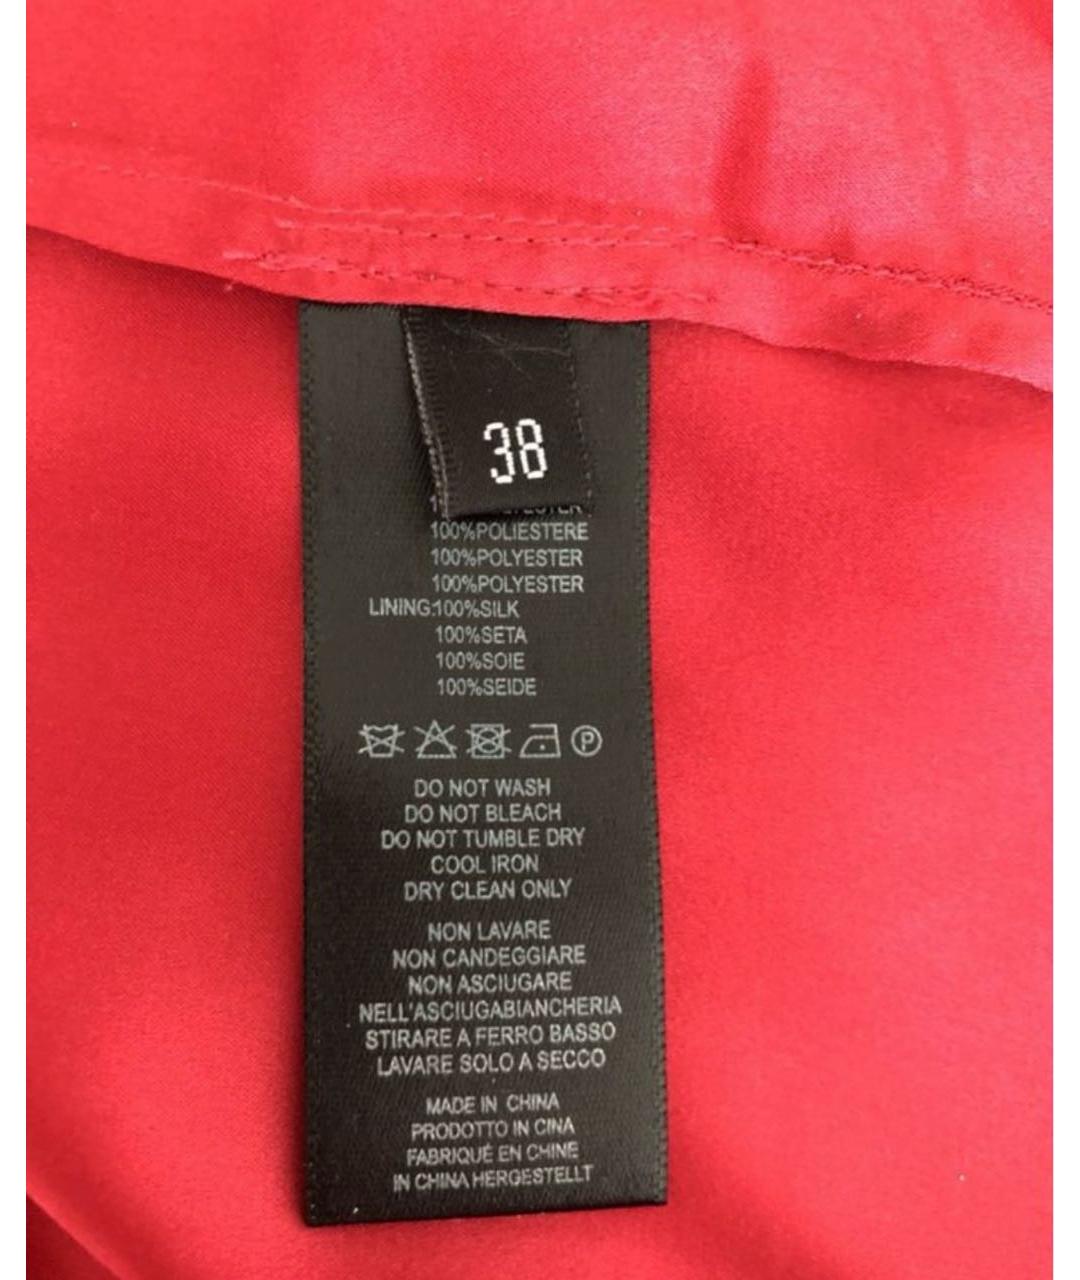 38
100%POLIESTERE
100%POLYESTER
100%POLYESTER
LINING:100%SILK
100%SETA
100%SOIE
100%SEIDE
P
DO NOT WASH
DO NOT BLEACH
DO NOT TUMBLE DRY
COOL IRON
DRY CLEAN ONLY
NON LAVARE
NON CANDEGGIARE
NON ASCIUGARE
NELL'ASCIUGABIANCHERIA
STIRARE A FERRO BASSO
LAVARE SOLO A SECCO
MADE IN CHINA
PRODOTTO IN CINA
FABRIQUÉ EN CHINE
IN CHINA HERGESTELLT